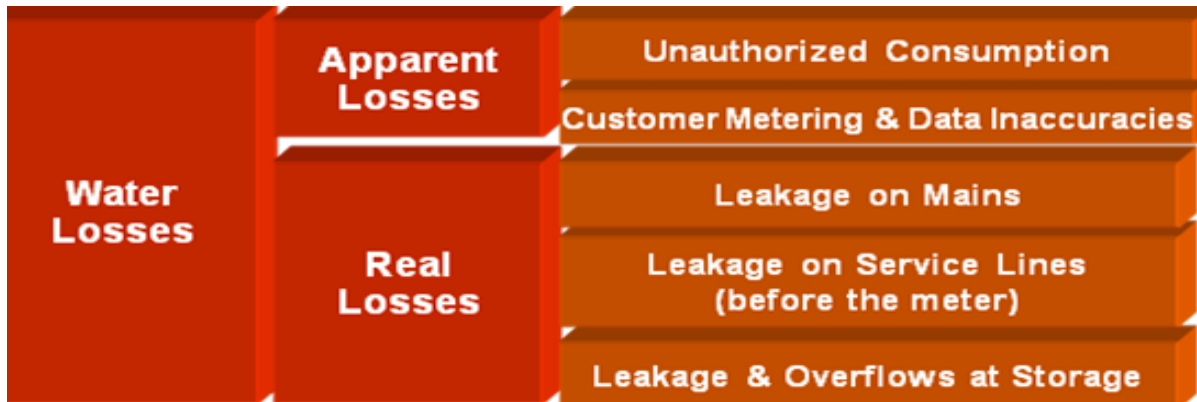 Water
Losses
Apparent
Losses
Unauthorized Consumption
Customer Metering & Data Inaccuracies
Real
Losses
Leakage on Mains
Leakage on Service Lines
(before the meter)
Leakage & Overflows at Storage